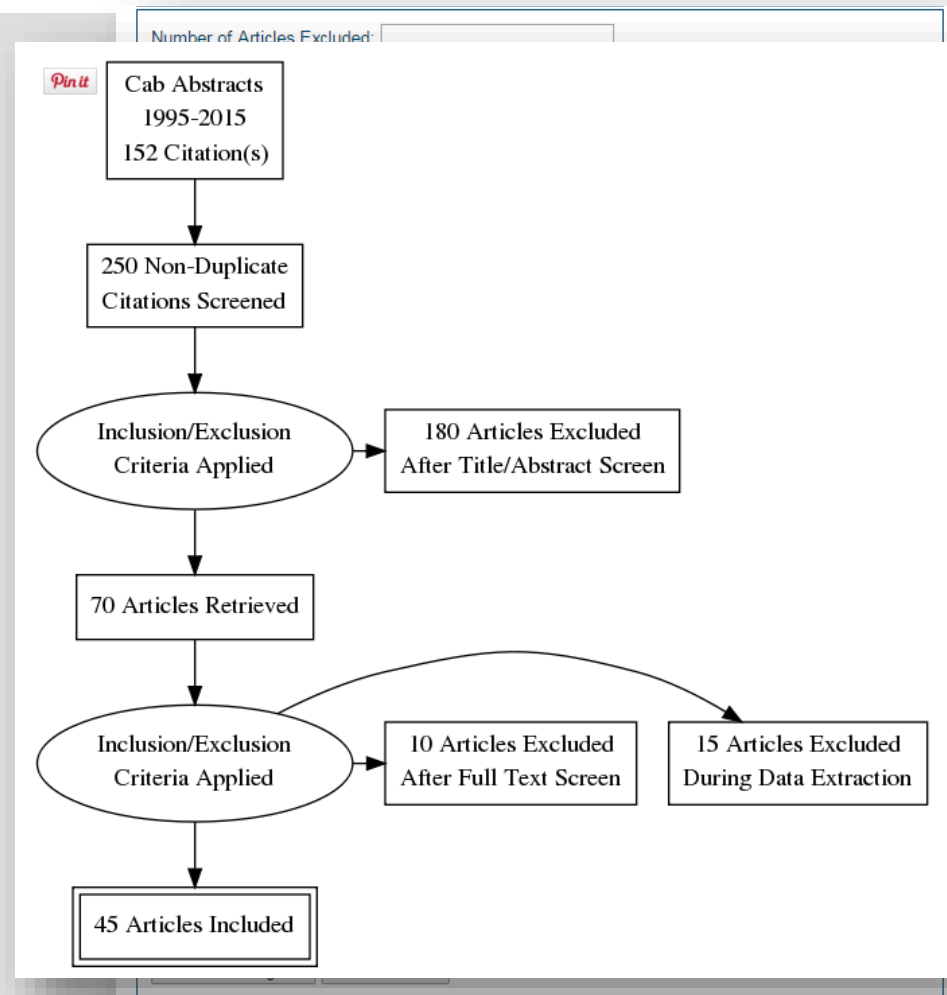 Number of Articles Excluded:
Pin it
Cab Abstracts
1995-2015
152 Citation(s)
250 Non-Duplicate
Citations Screened
Inclusion/Exclusion
Criteria Applied
180 Articles Excluded
After Title/Abstract Screen
70 Articles Retrieved
Inclusion/Exclusion
Criteria Applied
10 Articles Excluded
After Full Text Screen
15 Articles Excluded
During Data Extraction
45 Articles Included